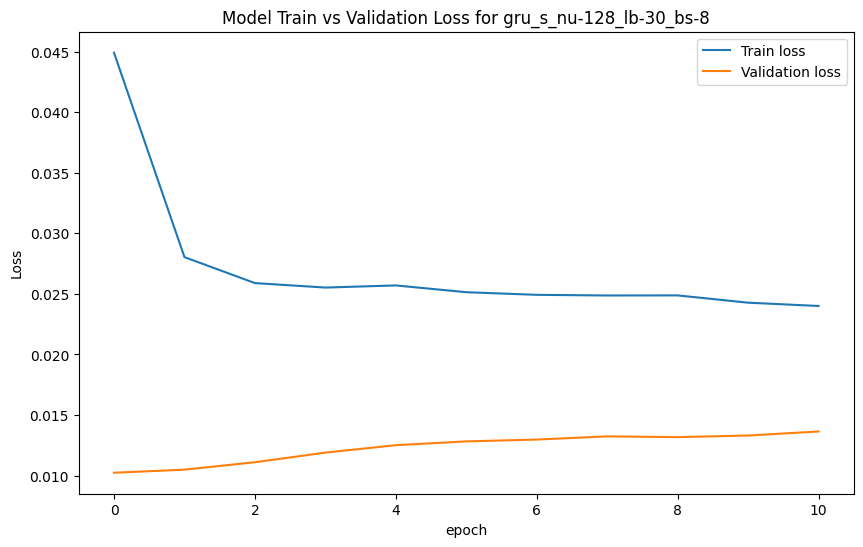 Model Train vs Validation Loss for gru_s_nu-128_lb-30_bs-8
Train loss
Validation loss
0.045
0.040
0.035
0.030
0.025
0.020
0.015
0.010
Loss
0 2 4 6 8 10
epoch